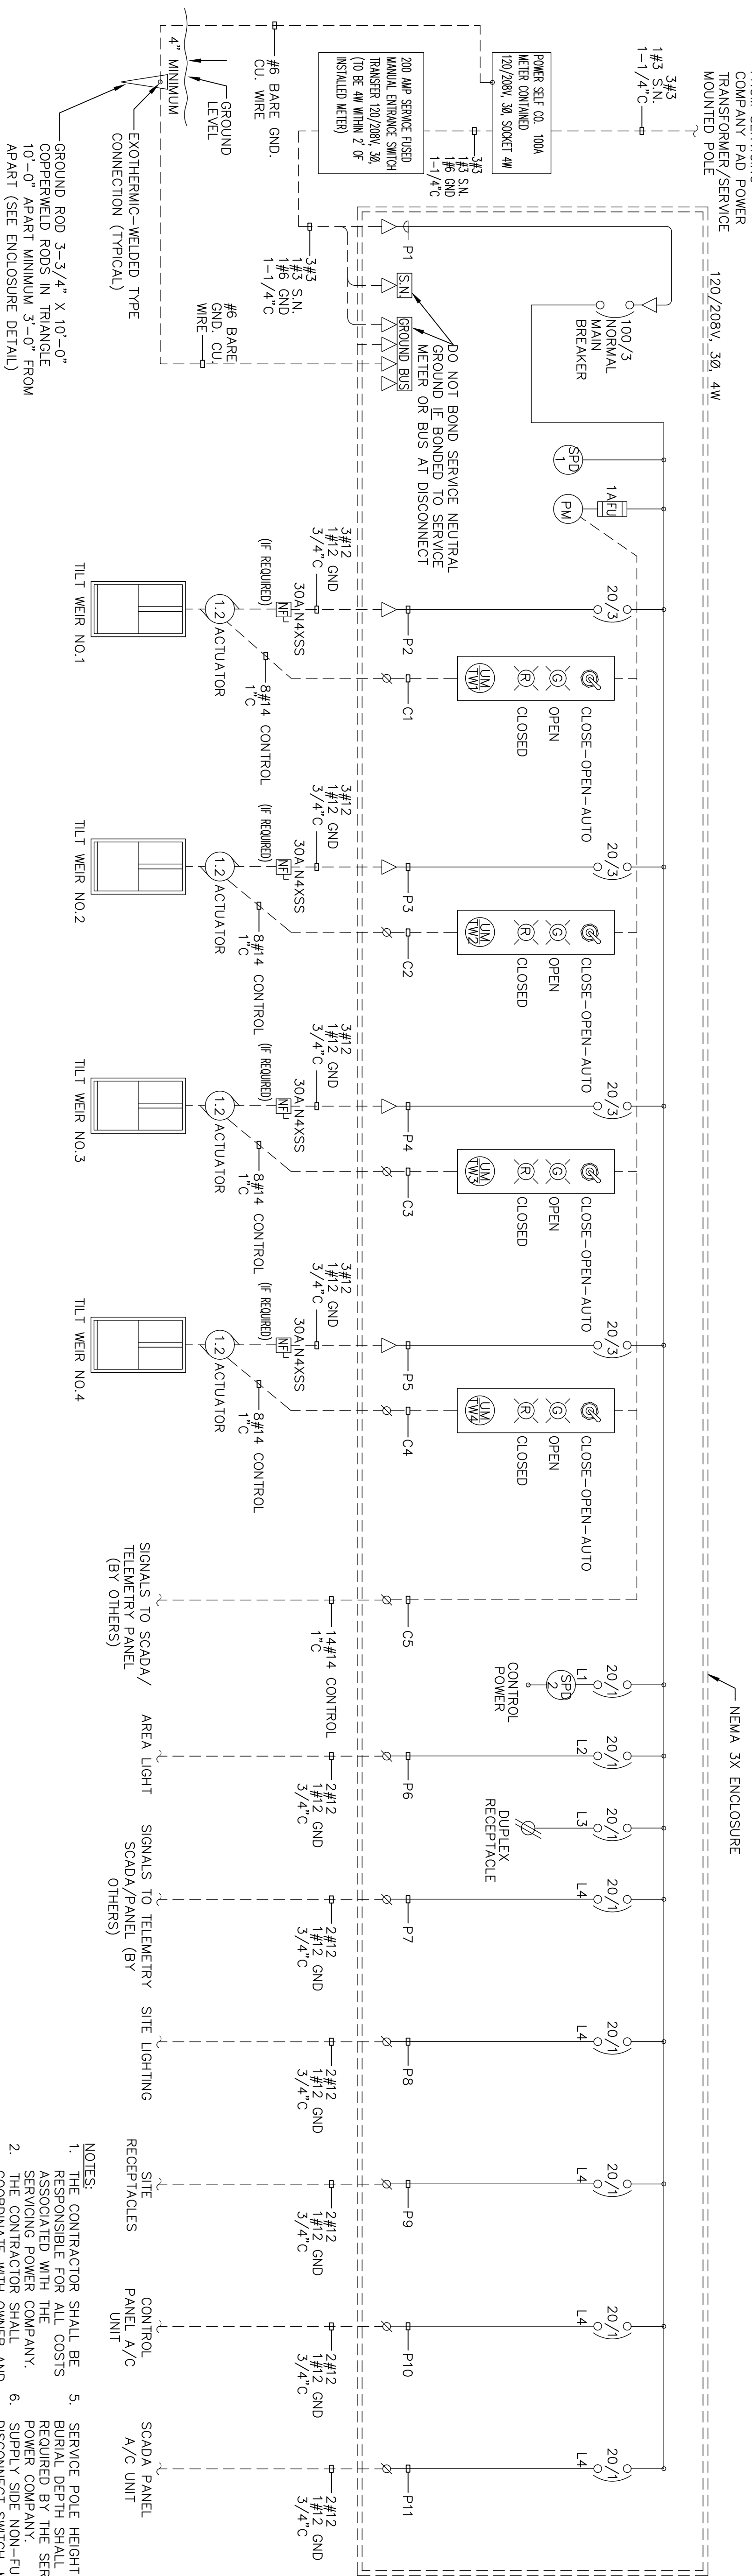 COMPANY PAD POWER
TRANSFORMER/SERVICE
MOUNTED POLE
3#3
1#3 S.N.
1-1/4"C
POWER SELF CO. 100A
METER CONTAINED
120/208V, 3Ø, SOCKET 4W
3#3
1#3 S.N.
1#6 GND
1-1/4"C
200 AMP SERVICE FUSED
MANUAL ENTRANCE SWITCH
TRANSFER 120/208V, 3Ø,
(TO BE 4W WITHIN 2' OF
INSTALLED METER)
#6 BARE GND.
CU. WIRE
GROUND
LEVEL
4" MINIMUM
EXOTHERMIC-WELDED TYPE
CONNECTION (TYPICAL)
GROUND ROD 3-3/4" X 10'-0"
COPPERWELD RODS IN TRIANGLE
10'-0" APART MINIMUM 3'-0" FROM
APART (SEE ENCLOSURE DETAIL)
3#3
1#3 S.N.
1#6 GND
1-1/4"C
#6 BARE
GND. CU.
WIRE
120/208V, 3Ø, 4W
NEMA 3X ENCLOSURE
100/3
NORMAL
MAIN
BREAKER
P1
S.N.
GROUND BUS
DO NOT BOND SERVICE NEUTRAL
GROUND IF BONDED TO SERVICE
METER OR BUS AT DISCONNECT
SPD
1
1AFU
PM
20/3
CLOSE-OPEN-AUTO
G
OPEN
R
CLOSED
UM
TW1
P2
C1
3#12
1#12 GND
3/4"C
30A N4XSS
NF
(IF REQUIRED)
8#14 CONTROL
1"C
1.2
ACTUATOR
TILT WEIR NO.1
20/3
CLOSE-OPEN-AUTO
G
OPEN
R
CLOSED
UM
TW2
P3
C2
3#12
1#12 GND
3/4"C
30A N4XSS
NF
(IF REQUIRED)
8#14 CONTROL
1"C
1.2
ACTUATOR
TILT WEIR NO.2
20/3
CLOSE-OPEN-AUTO
G
OPEN
R
CLOSED
UM
TW3
P4
C3
3#12
1#12 GND
3/4"C
30A N4XSS
NF
(IF REQUIRED)
8#14 CONTROL
1"C
1.2
ACTUATOR
TILT WEIR NO.3
20/3
CLOSE-OPEN-AUTO
G
OPEN
R
CLOSED
UM
TW4
P5
C4
3#12
1#12 GND
3/4"C
30A N4XSS
NF
(IF REQUIRED)
8#14 CONTROL
1"C
1.2
ACTUATOR
TILT WEIR NO.4
C5
14#14 CONTROL
1"C
SIGNALS TO SCADA/
TELEMETRY PANEL
(BY OTHERS)
20/1
L1
SPD
2
CONTROL
POWER
20/1
L2
P6
2#12
1#12 GND
3/4"C
AREA LIGHT
20/1
L3
DUPLEX
RECEPTACLE
20/1
L4
P7
2#12
1#12 GND
3/4"C
SIGNALS TO TELEMETRY
SCADA/PANEL (BY
OTHERS)
20/1
L4
P8
2#12
1#12 GND
3/4"C
SITE LIGHTING
20/1
L4
P9
2#12
1#12 GND
3/4"C
SITE
RECEPTACLES
20/1
L4
P10
2#12
1#12 GND
3/4"C
CONTROL
PANEL A/C
UNIT
20/1
L4
P11
2#12
1#12 GND
3/4"C
SCADA PANEL
A/C UNIT
NOTES:
1. THE CONTRACTOR SHALL BE
RESPONSIBLE FOR ALL COSTS
ASSOCIATED WITH THE
SERVICING POWER COMPANY.
2. THE CONTRACTOR SHALL
COORDINATE WITH OWNER AND
5. SERVICE POLE HEIGHT
BURIAL DEPTH SHALL
REQUIRED BY THE SER
POWER COMPANY.
6. SUPPLY SIDE NON-FU
DISCONNECT SWITCH